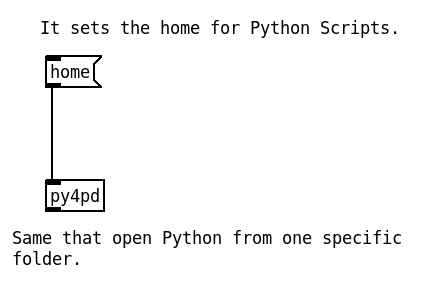 It sets the home for Python Scripts.
home
py4pd
Same that open Python from one specific
folder.